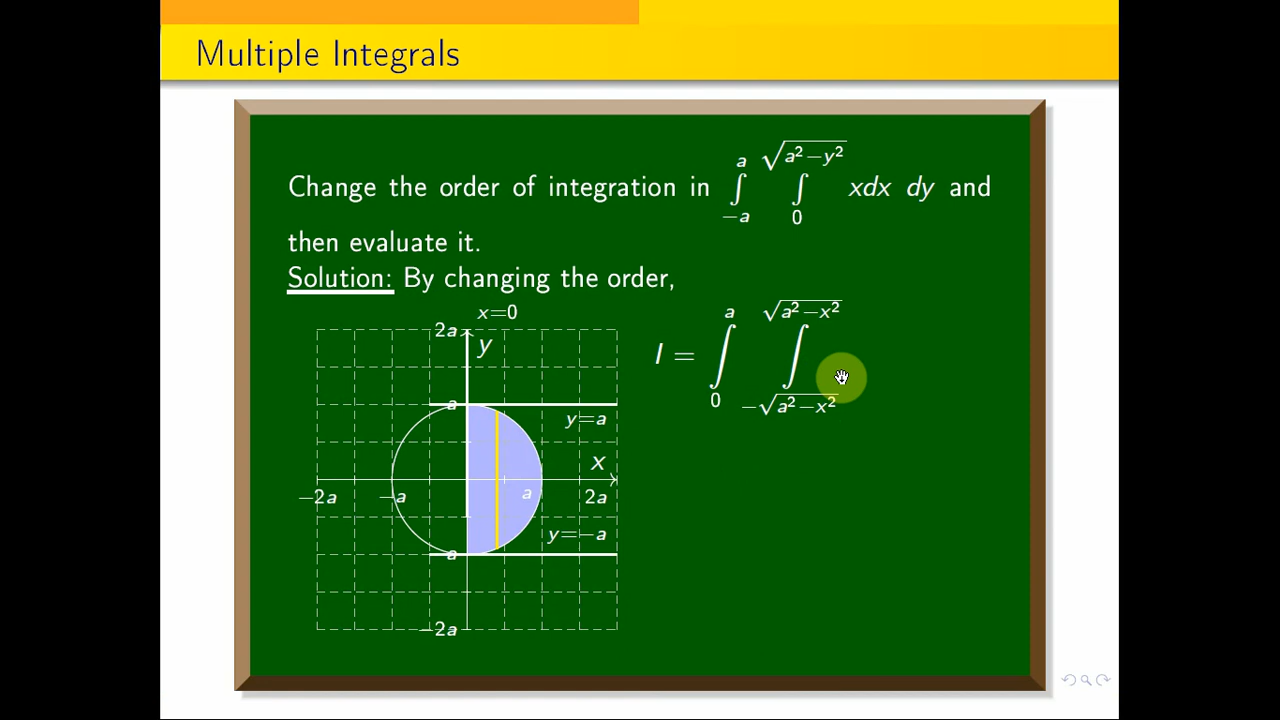 Multiple Integrals
Change the order of integration in ∫_{−a}^{a} ∫_{0}^{√(a²−y²)} xdx dy and
then evaluate it.
Solution: By changing the order,
I = ∫_{0}^{a} ∫_{−√(a²−x²)}^{√(a²−x²)}
x=0
2a
y
a
y=a
x
−2a
−a
a
2a
y=−a
−a
−2a